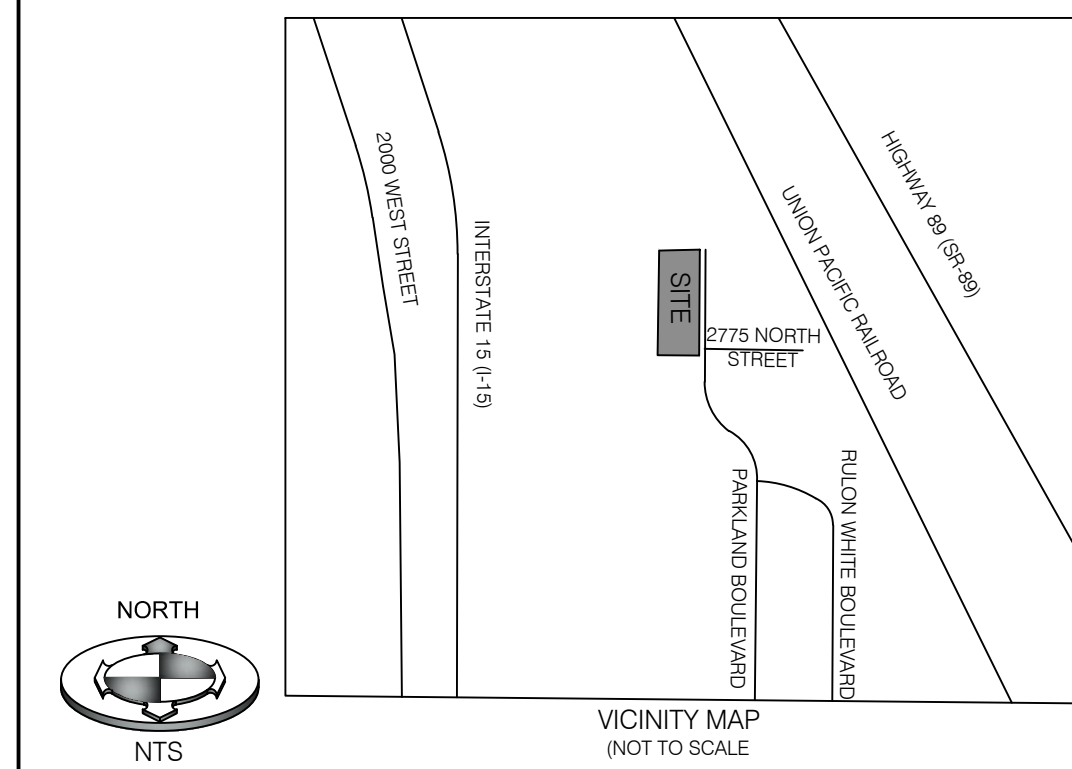 2000 WEST STREET
INTERSTATE 15 (I-15)
SITE
2775 NORTH
STREET
UNION PACIFIC RAILROAD
HIGHWAY 89 (SR-89)
PARKLAND BOULEVARD
RULON WHITE BOULEVARD
NORTH
NTS
VICINITY MAP
(NOT TO SCALE